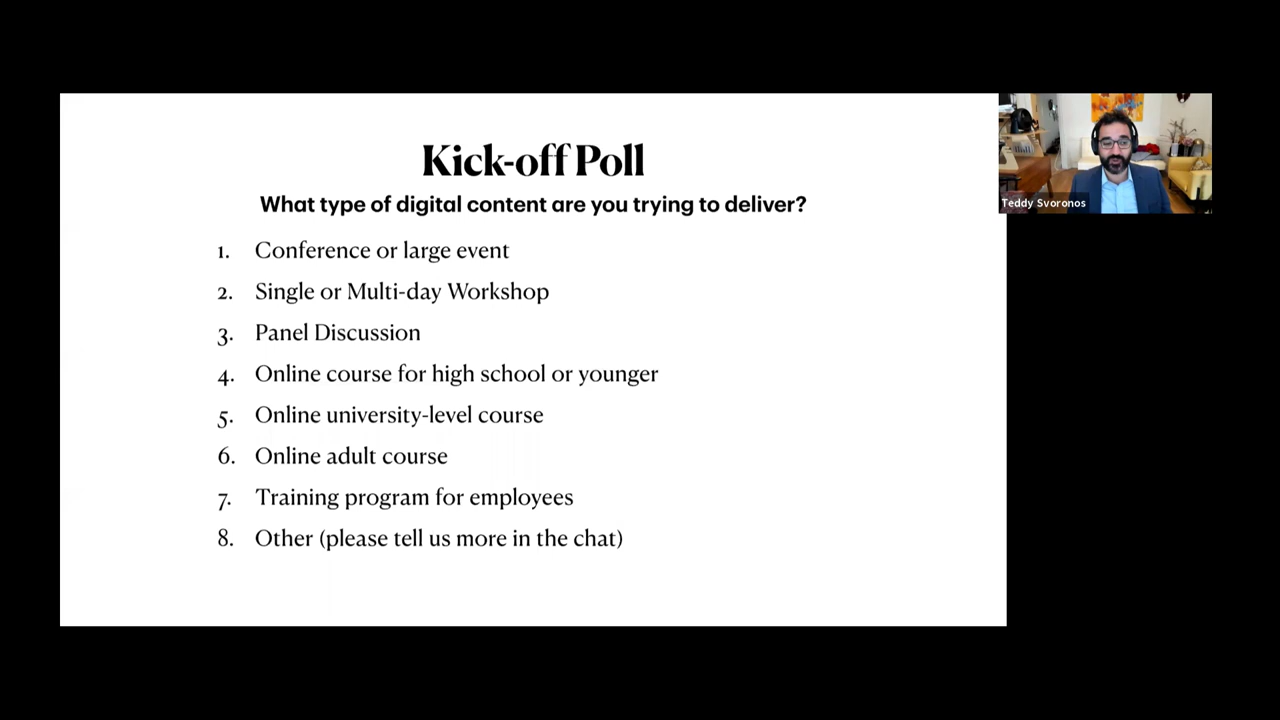 Kick-off Poll
What type of digital content are you trying to deliver?
1. Conference or large event
2. Single or Multi-day Workshop
3. Panel Discussion
4. Online course for high school or younger
5. Online university-level course
6. Online adult course
7. Training program for employees
8. Other (please tell us more in the chat)
Teddy Svoronos